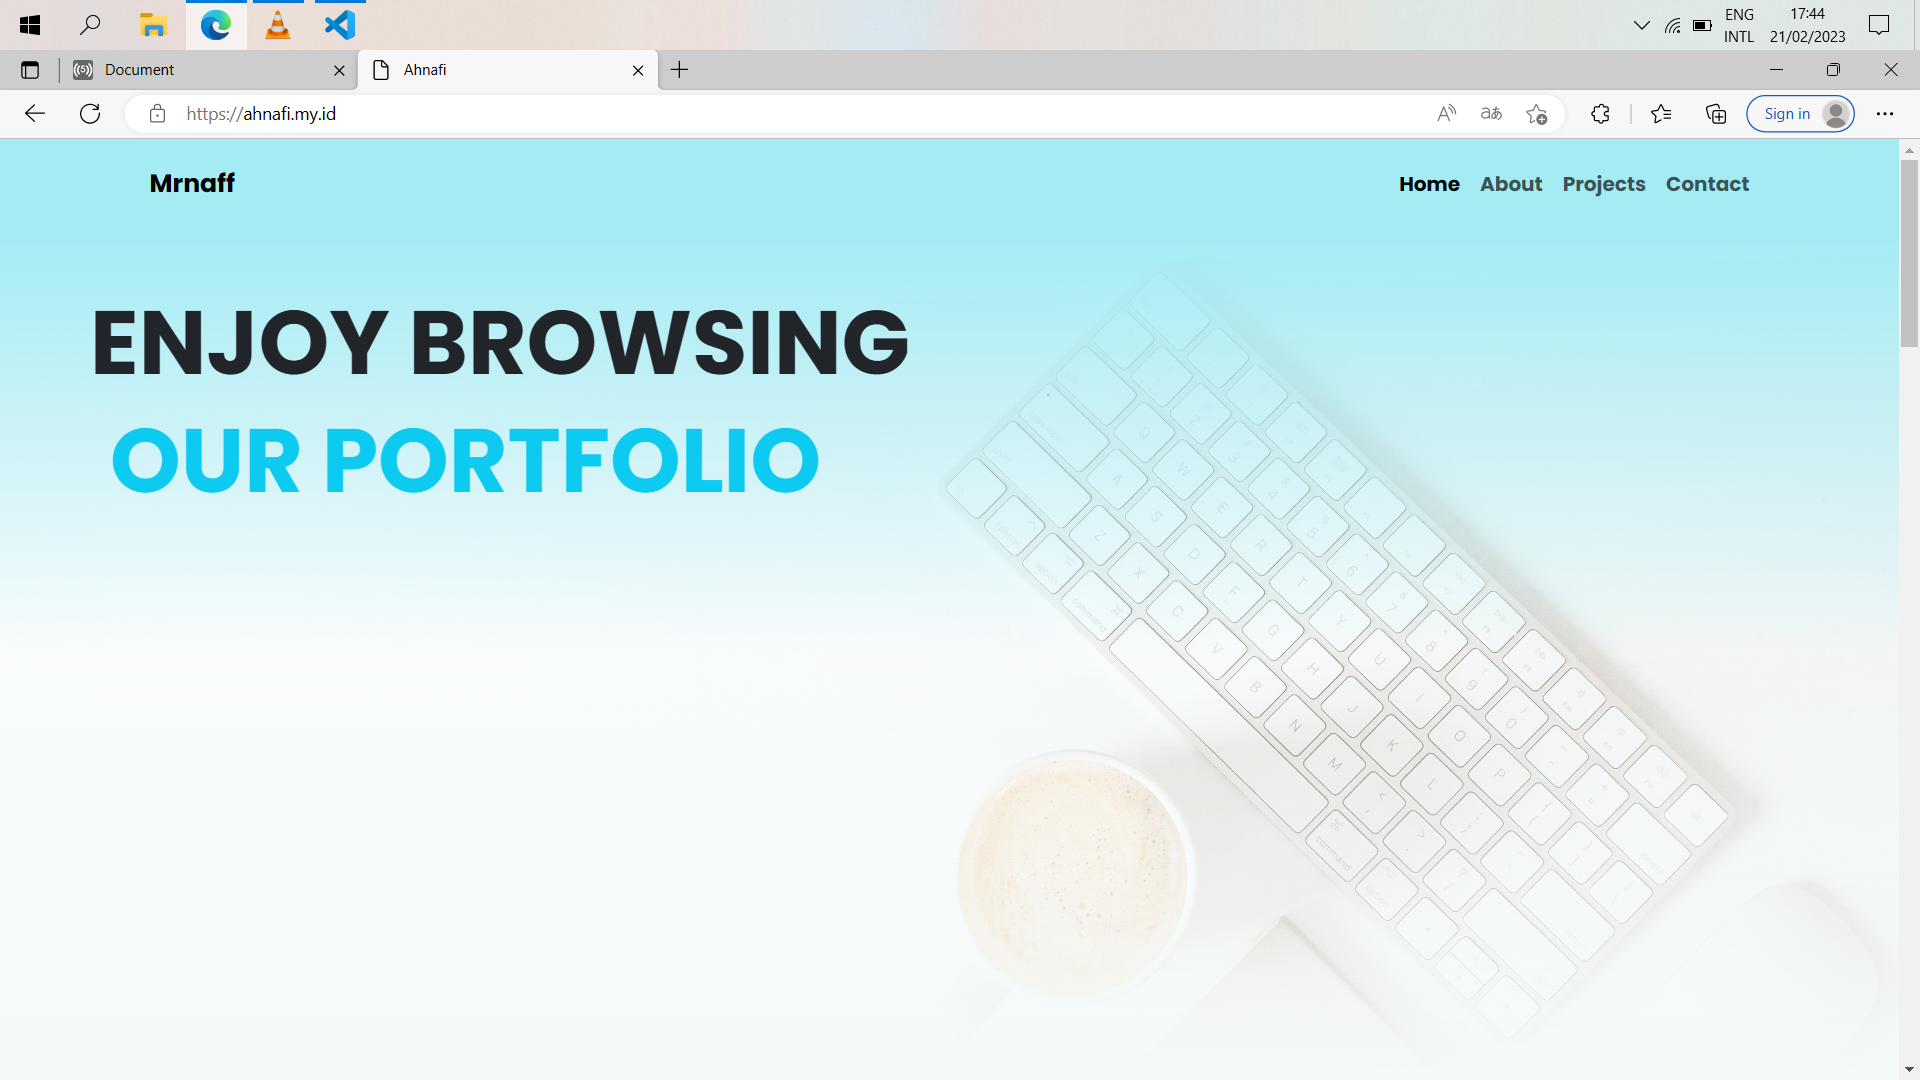 ENG
17:44
INTL
21/02/2023
Document
Ahnafi
https://ahnafi.my.id
Sign in
Mrnaff
Home About Projects Contact
ENJOY BROWSING
OUR PORTFOLIO